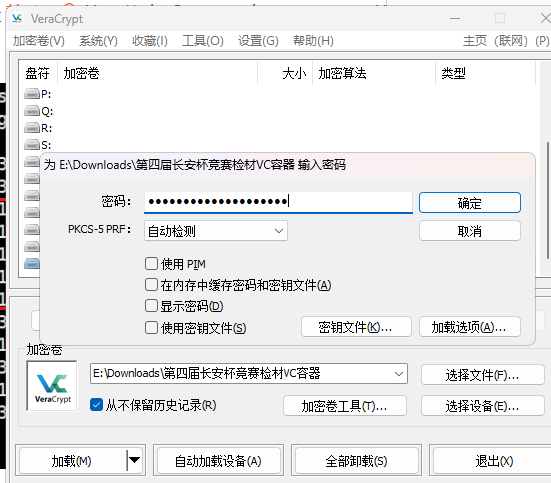 VeraCrypt
加密卷(V) 系统(Y) 收藏(I) 工具(O) 设置(G) 帮助(H) 主页 (联网) (P)
盘符 加密卷 大小 加密算法 类型
P:
Q:
R:
S:
为 E:\Downloads\第四届长安杯竞赛检材VC容器 输入密码
密码: ●●●●●●●●●●●●●●●●●●●● 确定
PKCS-5 PRF: 自动检测 取消
使用 PIM
在内存中缓存密码和密钥文件(A)
显示密码(D)
使用密钥文件(S) 密钥文件(K)... 加载选项(A)...
加密卷
VeraCrypt E:\Downloads\第四届长安杯竞赛检材VC容器 选择文件(F)...
从不保留历史记录(R) 加密卷工具(T)... 选择设备(E)...
加载(M) 自动加载设备(A) 全部卸载(S) 退出(X)